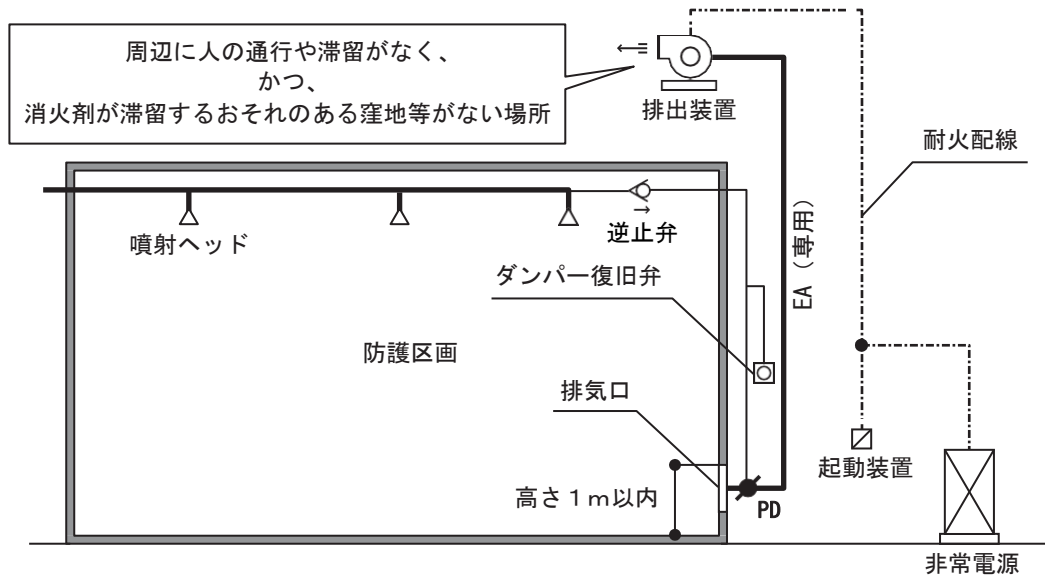 周辺に人の通行や滞留がなく、
かつ、
消火剤が滞留するおそれのある窪地等がない場所
排出装置
耐火配線
噴射ヘッド
逆止弁
EA(専用)
ダンパー復旧弁
防護区画
排気口
起動装置
高さ1m以内
PD
非常電源